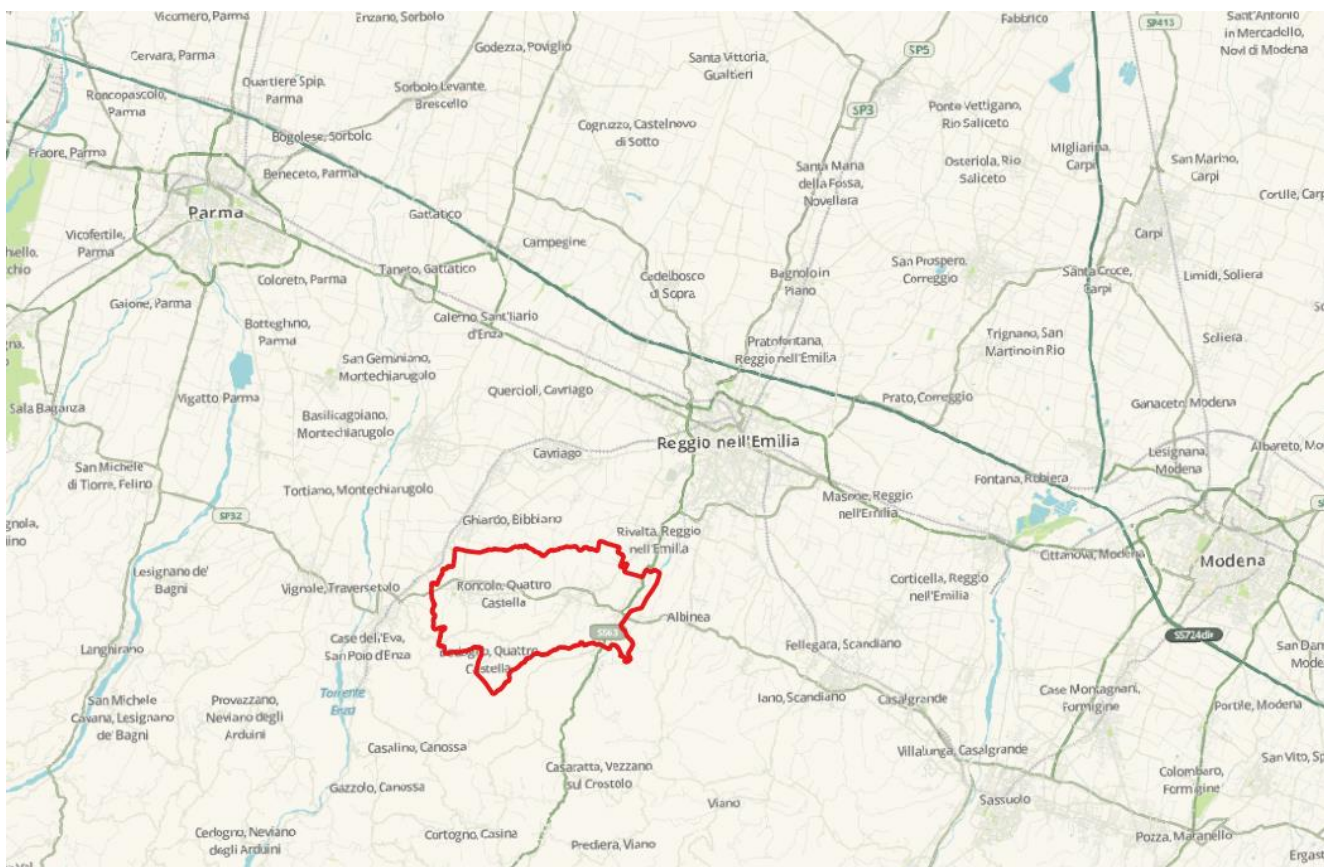 Vicomero, Parma
Enzano, Sorbolo
Fabbrico
SP413
Sant'Antonio
in Mercadello,
Novi di Modena
Cervara, Parma
Godezza, Poviglio
Santa Vittoria,
Gualtieri
SP5
Quartiere Spip,
Parma
Roncopascolo,
Parma
Sorbolo Levante,
Brescello
SP3
Ponte Vettigano,
Rio Saliceto
Cogruzzo, Castelnovo
di Sotto
Bogolese, Sorbolo
Fraore, Parma
Beneceto, Parma
Santa Maria
della Fossa,
Novellara
Osteriola, Rio
Saliceto
Migliarina,
Carpi
San Marino,
Carpi
Cortile, Carp
Parma
Gattatico
Vicofertile,
Parma
Campegine
Carpi
Coloreto, Parma
Taneto, Gattatico
Cadelbosco
di Sopra
Bagnolo in
Piano
San Prospero,
Correggio
Santa Croce,
Carpi
Limidi, Soliera
Gaione, Parma
Botteghino,
Parma
Calerno, Sant'Ilario
d'Enza
Pratofontana,
Reggio nell'Emilia
Trignano, San
Martino in Rio
Soliera
San Geminiano,
Montechiarugolo
Quercioli, Cavriago
Vigatto Parma
Sala Baganza
Basilicagoiano,
Montechiarugolo
Prato, Correggio
Ganaceto, Modena
Reggio nell'Emilia
Cavriago
Lesignana,
Modena
Albareto, Mo
San Michele
di Tiorre, Felino
Tortiano, Montechiarugolo
Fontana, Rubiera
Masone, Reggio
nell'Emilia
SP32
Ghiardo, Bibbiano
Rivalta, Reggio
nell'Emilia
Cittanova, Modena
Modena
Lesignano de'
Bagni
Vignale, Traversetolo
Roncolo, Quattro
Castella
Corticella, Reggio
nell'Emilia
Albinea
SS63
SS724dir
Langhirano
Case dell'Eva,
San Polo d'Enza
Bedogno, Quattro
Castella
Fellegara, Scandiano
San Dam
Mode
San Michele
Cavana, Lesignano
de' Bagni
Provazzano,
Neviano degli
Arduini
Torrente
Enza
Iano, Scandiano
Casalgrande
Case Montagnani,
Formigine
Portile, Modena
Casalino, Canossa
Villalunga, Casalgrande
San Vito, Sp
Gazzolo, Canossa
Casaratta, Vezzano
sul Crostolo
Viano
Colombaro,
Formigine
Sassuolo
Cerlogno, Neviano
degli Arduini
Cortogno, Casina
Prediera, Viano
Pozza, Maranello
Ergast